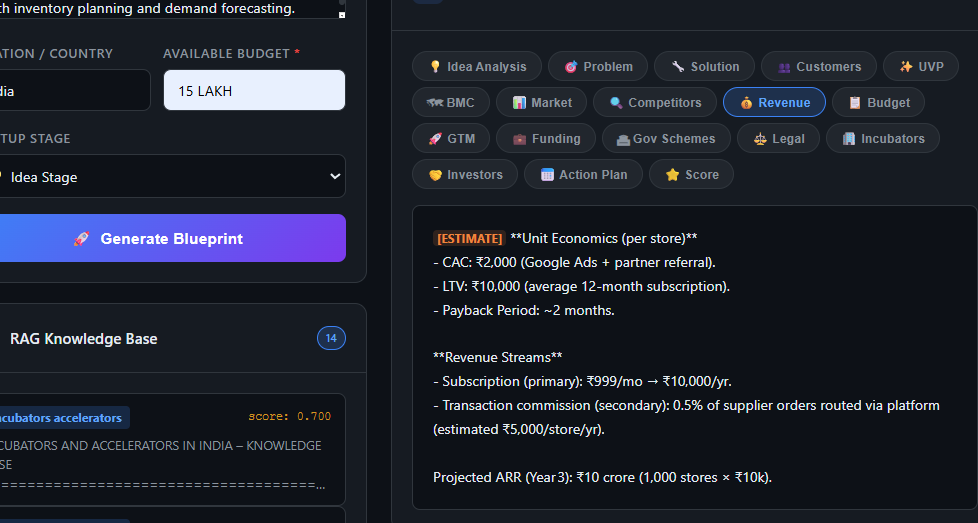 th inventory planning and demand forecasting.
ATION / COUNTRY
AVAILABLE BUDGET *
dia
15 LAKH
TUP STAGE
Idea Stage
Generate Blueprint
RAG Knowledge Base
14
ncubators accelerators
score: 0.700
CUBATORS AND ACCELERATORS IN INDIA – KNOWLEDGE
SE
====================================...
Idea Analysis
Problem
Solution
Customers
UVP
BMC
Market
Competitors
Revenue
Budget
GTM
Funding
Gov Schemes
Legal
Incubators
Investors
Action Plan
Score
[ESTIMATE] **Unit Economics (per store)**
- CAC: ₹2,000 (Google Ads + partner referral).
- LTV: ₹10,000 (average 12-month subscription).
- Payback Period: ~2 months.
**Revenue Streams**
- Subscription (primary): ₹999/mo → ₹10,000/yr.
- Transaction commission (secondary): 0.5% of supplier orders routed via platform
(estimated ₹5,000/store/yr).
Projected ARR (Year 3): ₹10 crore (1,000 stores × ₹10k).